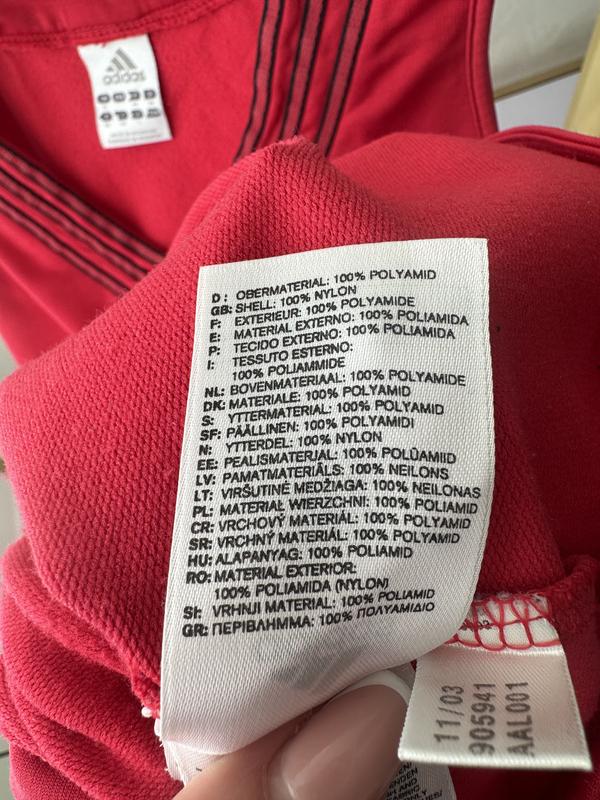 adidas
D: OBERMATERIAL: 100% POLYAMID
GB: SHELL: 100% NYLON
F: EXTERIEUR: 100% POLYAMIDE
E: MATERIAL EXTERNO: 100% POLIAMIDA
P: TECIDO EXTERNO: 100% POLIAMIDA
I: TESSUTO ESTERNO:
100% POLIAMMIDE
NL: BOVENMATERIAAL: 100% POLYAMIDE
DK: MATERIALE: 100% POLYAMID
S: YTTERMATERIAL: 100% POLYAMID
SF: PÄÄLLINEN: 100% POLYAMIDI
N: YTTERDEL: 100% NYLON
EE: PEALISMATERJAL: 100% POLÜAMIID
LV: PAMATMATERIĀLS: 100% NEILONS
LT: VIRŠUTINĖ MEDŽIAGA: 100% NEILONAS
PL: MATERIAŁ WIERZCHNI: 100% POLIAMID
CR: VRCHOVÝ MATERIÁL: 100% POLYAMID
SR: VRCHNÝ MATERIÁL: 100% POLYAMID
HU: ALAPANYAG: 100% POLIAMID
RO: MATERIAL EXTERIOR:
100% POLIAMIDA (NYLON)
SI: VRHNJI MATERIAL: 100% POLIAMID
GR: ΠΕΡΙΒΛΗΜΜΑ: 100% ΠΟΛΥΑΜΙΔΙΟ
11/03
905941
AAL001